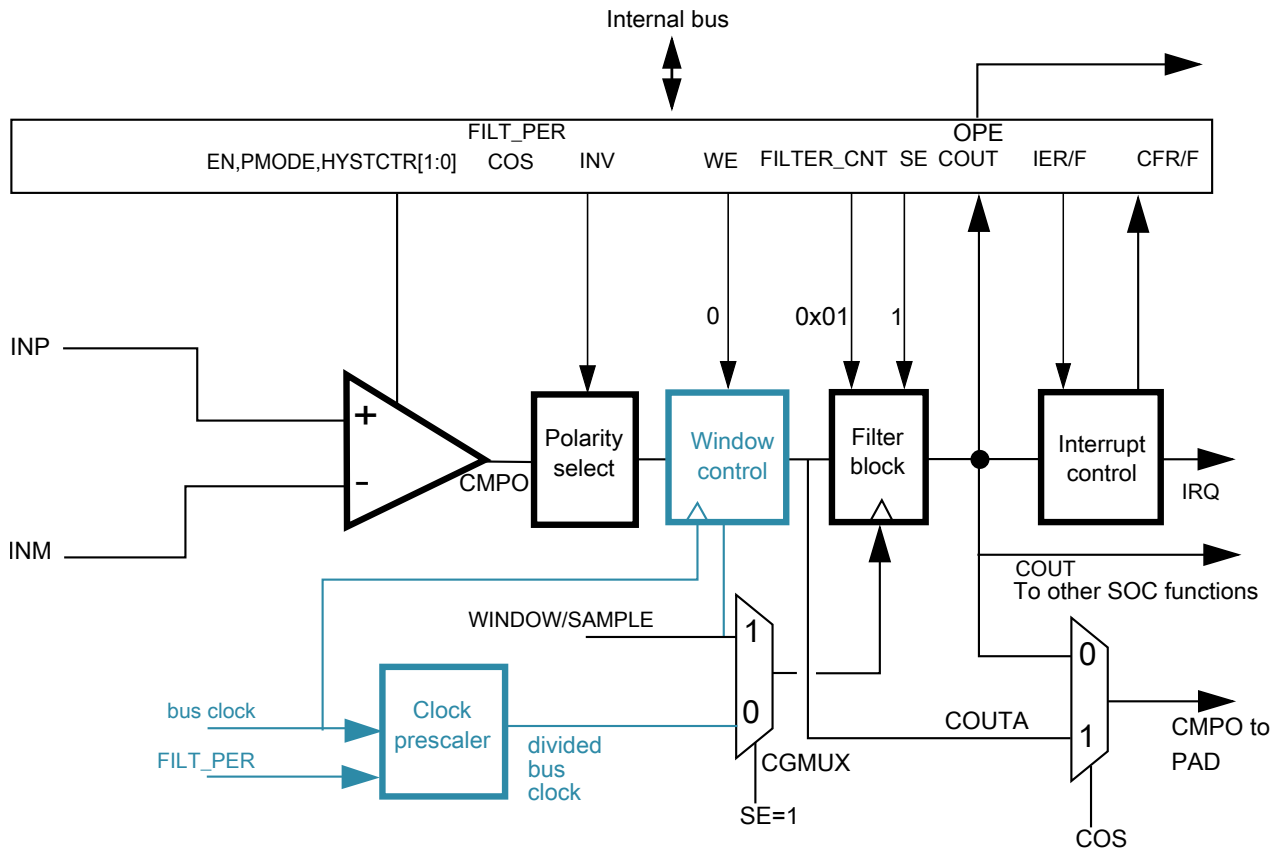 Internal bus
FILT_PER
OPE
EN,PMODE,HYSTCTR[1:0]
COS
INV
WE
FILTER_CNT
SE
COUT
IER/F
CFR/F
0
0x01
1
INP
+
-
INM
CMPO
Polarity
select
Window
control
Filter
block
Interrupt
control
IRQ
COUT
To other SOC functions
WINDOW/SAMPLE
1
0
CGMUX
SE=1
bus clock
FILT_PER
Clock
prescaler
divided
bus
clock
COUTA
0
1
COS
CMPO to
PAD